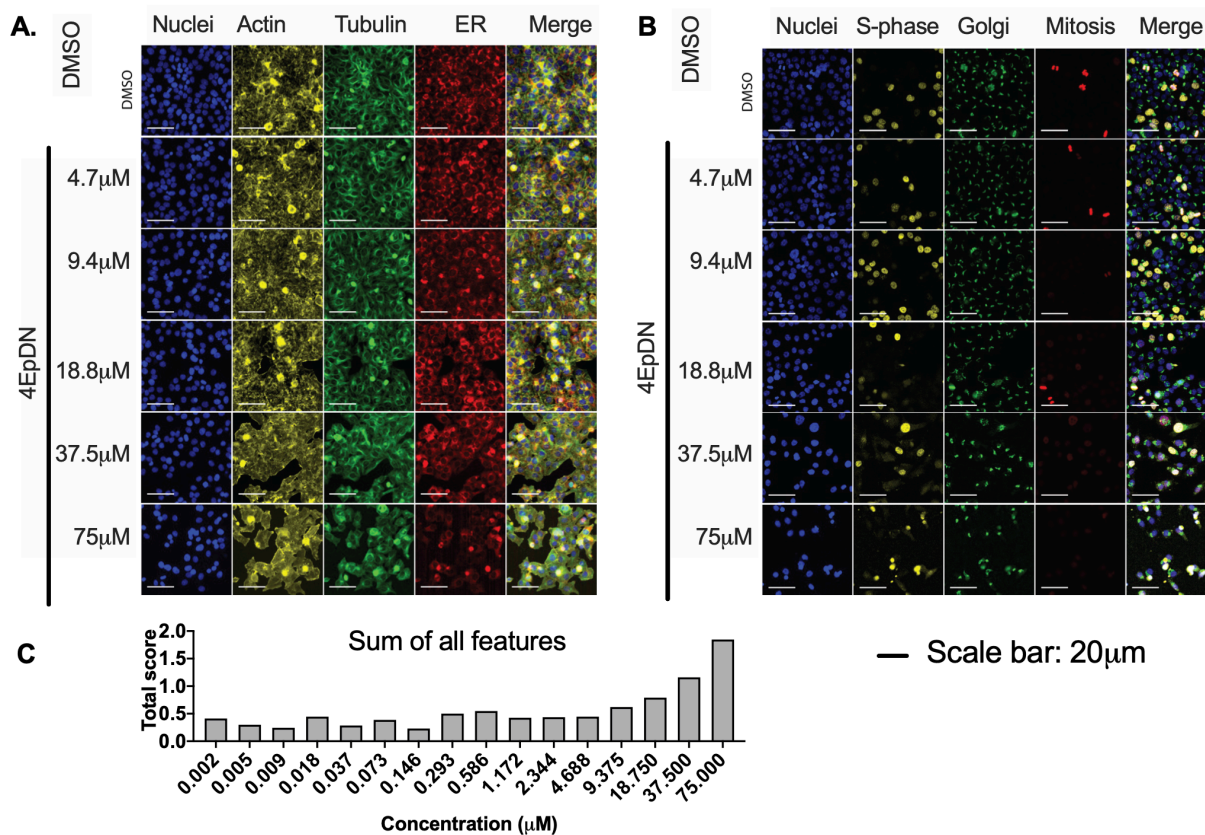 A.
DMSO
Nuclei Actin Tubulin ER Merge
DMSO
4EpDN
4.7μM
9.4μM
18.8μM
37.5μM
75μM
B
DMSO
Nuclei S-phase Golgi Mitosis Merge
DMSO
4EpDN
4.7μM
9.4μM
18.8μM
37.5μM
75μM
C
Sum of all features
Total score
2.0
1.5
1.0
0.5
0.0
0.002 0.005 0.009 0.018 0.037 0.073 0.146 0.293 0.586 1.172 2.344 4.688 9.375 18.750 37.500 75.000
Concentration (μM)
Scale bar: 20μm